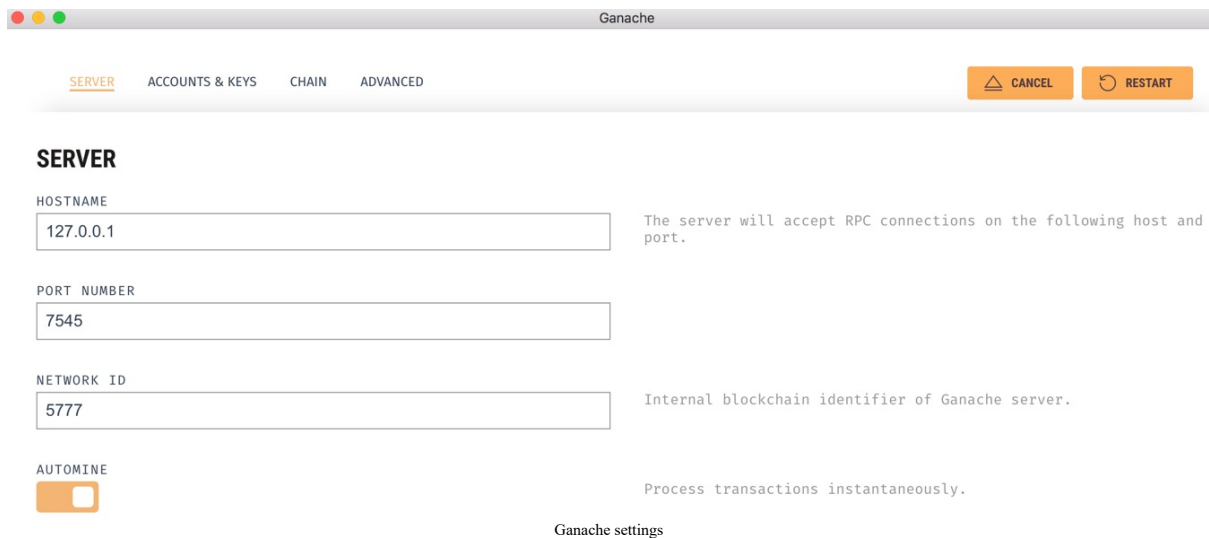 Ganache
SERVER ACCOUNTS & KEYS CHAIN ADVANCED CANCEL RESTART
SERVER
HOSTNAME
127.0.0.1
The server will accept RPC connections on the following host and
port.
PORT NUMBER
7545
NETWORK ID
5777
Internal blockchain identifier of Ganache server.
AUTOMINE
Process transactions instantaneously.
Ganache settings